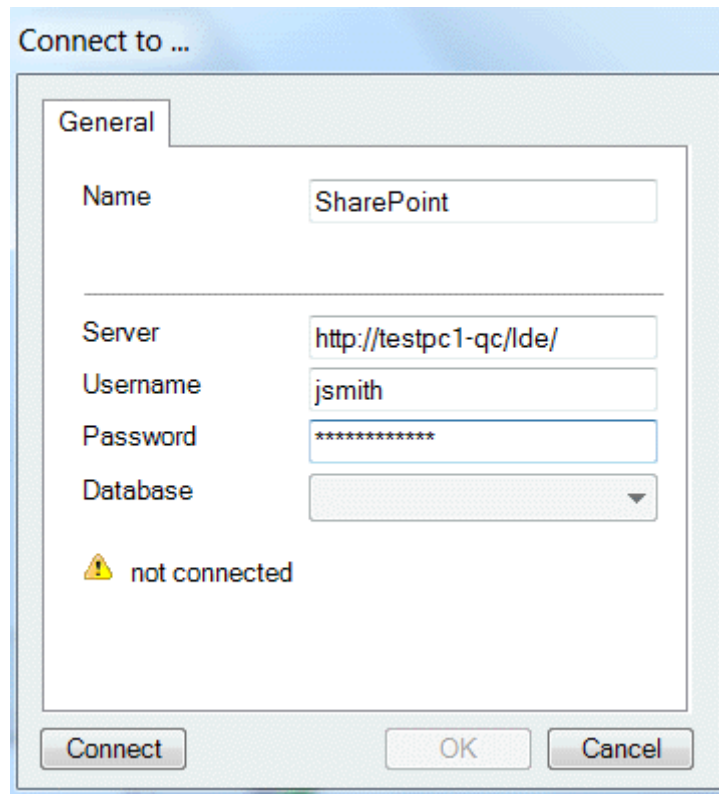 Connect to ...
General
Name SharePoint
Server http://testpc1-qc/lde/
Username jsmith
Password ************
Database
not connected
Connect OK Cancel